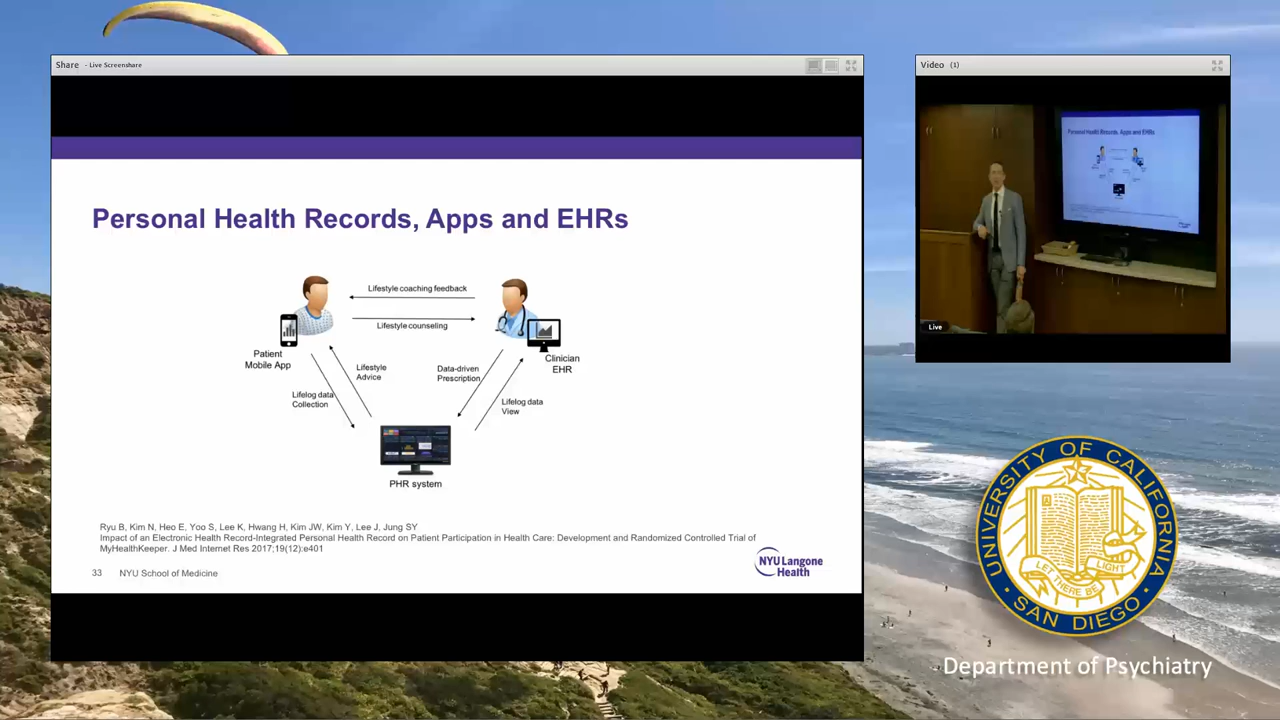 Share - Live Screenshare
Personal Health Records, Apps and EHRs
Lifestyle coaching feedback
Lifestyle counseling
Patient
Mobile App
Clinician
EHR
Lifestyle
Advice
Data-driven
Prescription
Lifelog data
Collection
Lifelog data
View
PHR system
Ryu B, Kim N, Heo E, Yoo S, Lee K, Hwang H, Kim JW, Kim Y, Lee J, Jung SY
Impact of an Electronic Health Record-Integrated Personal Health Record on Patient Participation in Health Care: Development and Randomized Controlled Trial of
MyHealthKeeper. J Med Internet Res 2017;19(12):e401
33 NYU School of Medicine
NYU Langone
Health
Video (1)
Personal Health Records, Apps and EHRs
Live
UNIVERSITY OF CALIFORNIA
A
LET THERE BE LIGHT
SAN DIEGO
Department of Psychiatry